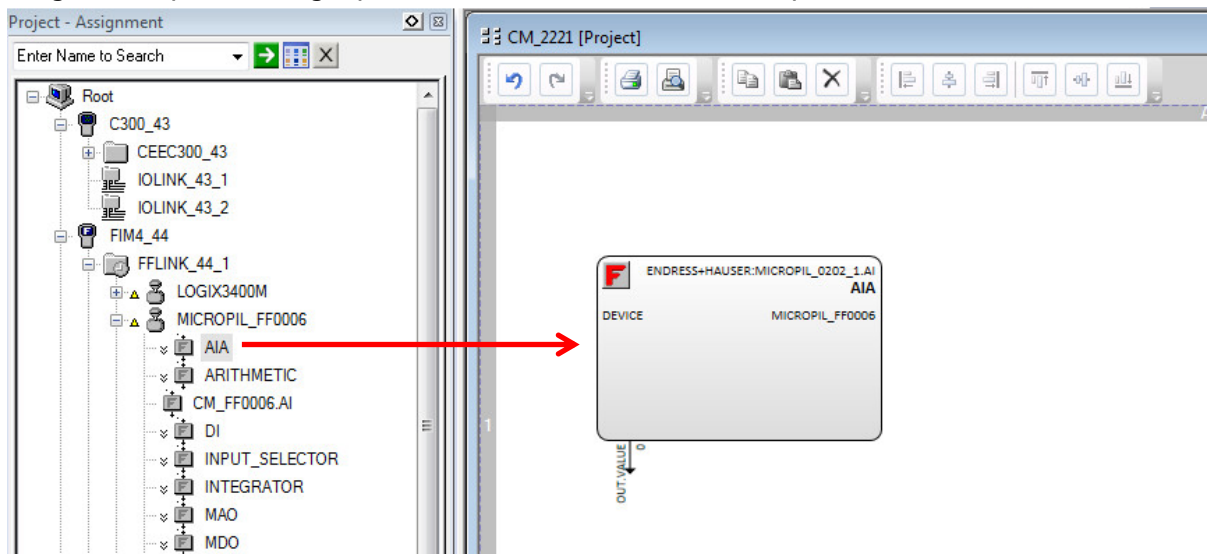 Project - Assignment
Enter Name to Search
Root
C300_43
CEEC300_43
IOLINK_43_1
IOLINK_43_2
FIM4_44
FFLINK_44_1
LOGIX3400M
MICROPIL_FF0006
AIA
ARITHMETIC
CM_FF0006.AI
DI
INPUT_SELECTOR
INTEGRATOR
MAO
MDO
CM_2221 [Project]
A
1
ENDRESS+HAUSER:MICROPIL_0202_1.AI
AIA
DEVICE MICROPIL_FF0006
OUT.VALUE
0